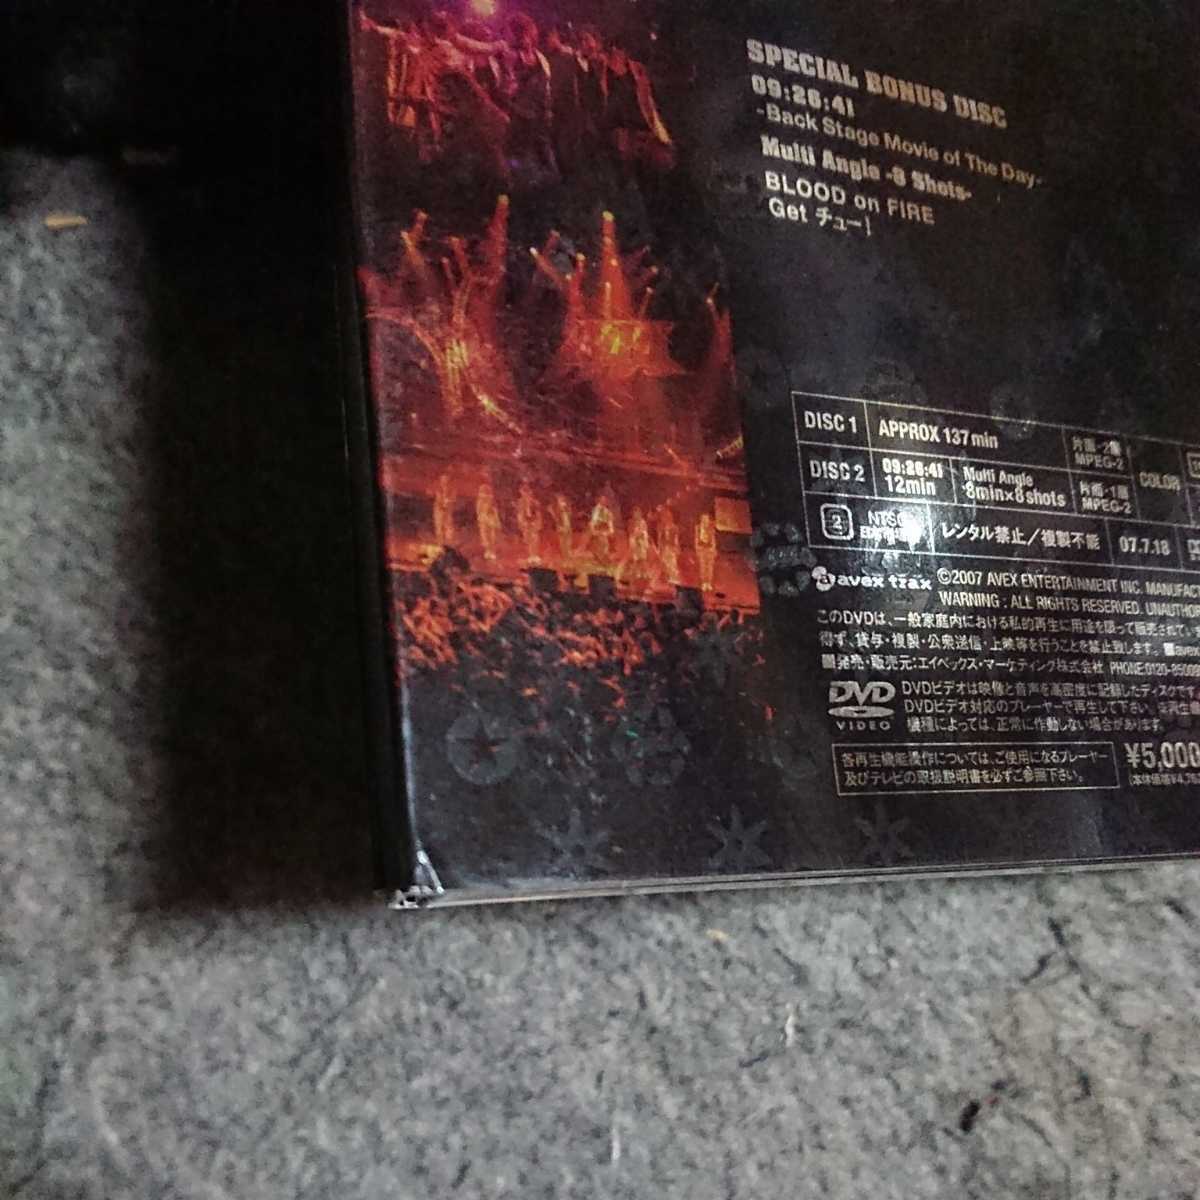 SPECIAL BONUS DISC
09:28:41
-Back Stage Movie of The Day-
Multi Angle -8 Shots-
BLOOD on FIRE
Get チュー!
DISC 1 APPROX 137min 片面・2層 MPEG-2 COLOR
DISC 2 09:28:41 12min Multi Angle 8min×8shots 片面・1層 MPEG-2
2 NTSC レンタル禁止/複製不能 07.7.18
avex trax ©2007 AVEX ENTERTAINMENT INC. MANUFAC
WARNING : ALL RIGHTS RESERVED. UNAUTHO
このDVDは、一般家庭内における私的再生に用途を限って販売されて
得ず、貸与・複製・公衆送信・上映等を行うことを禁止致します。■avex
■発売・販売元:エイベックス・マーケティング株式会社 PHONE:0120-8500
DVD VIDEO
DVDビデオは映像と音声を高密度に記録したディスクです
DVDビデオ対応のプレーヤーで再生して下さい。
機種によっては、正常に作動しない場合があります。
各再生機能操作については、ご使用になるプレーヤー
及びテレビの取扱説明書を必ずご参照下さい。
¥5,000
(本体価格¥4,76